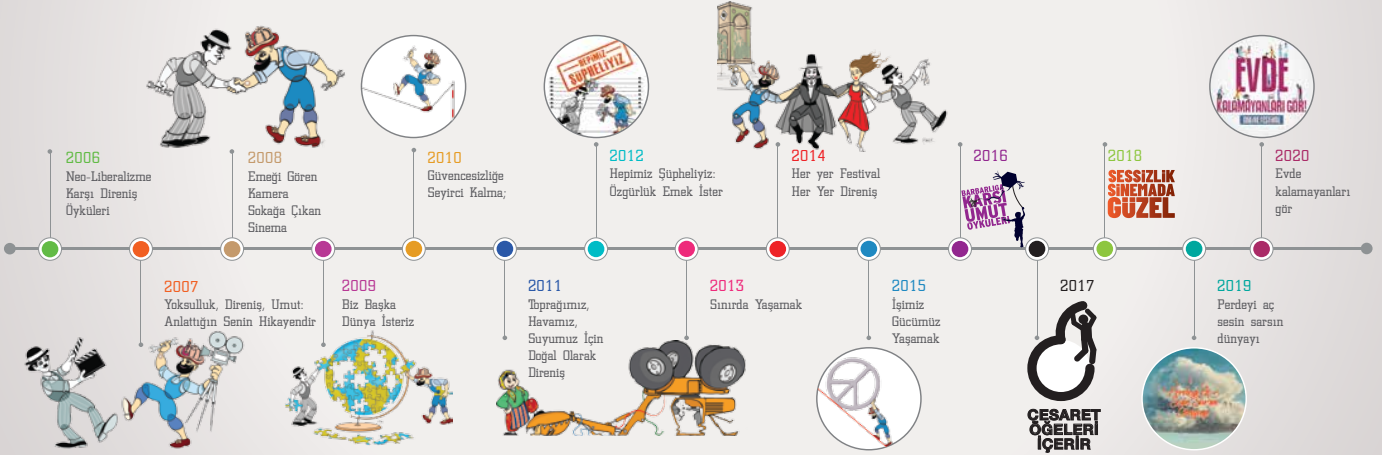 2006
Neo-Liberalizme
Karşı Direniş
Öyküleri
2007
Yoksulluk, Direniş, Umut:
Anlattığın Senin Hikayendir
2008
Emeği Gören
Kamera
Sokağa Çıkan
Sinema
2009
Biz Başka
Dünya İsteriz
2010
Güvencesizliğe
Seyirci Kalma;
2011
Toprağımız,
Havamız,
Suyumuz İçin
Doğal Olarak
Direniş
HEPİMİZ
ŞÜPHELİYİZ
2012
Hepimiz Şüpheliyiz:
Özgürlük Emek İster
2013
Sınırda Yaşamak
2014
Her yer Festival
Her Yer Direniş
2015
İşimiz
Gücümüz
Yaşamak
2016
BARBARLIĞA
KARŞI
UMUT
ÖYKÜLERİ
2017
CESARET
ÖĞELERİ
İÇERİR
2018
SESSİZLİK
SİNEMADA
GÜZEL
2019
Perdeyi aç
sesin sarsın
dünyayı
EVDE
KALAMAYANLARI GÖR!
ONLINE FESTIVAL
2020
Evde
kalamayanları
gör